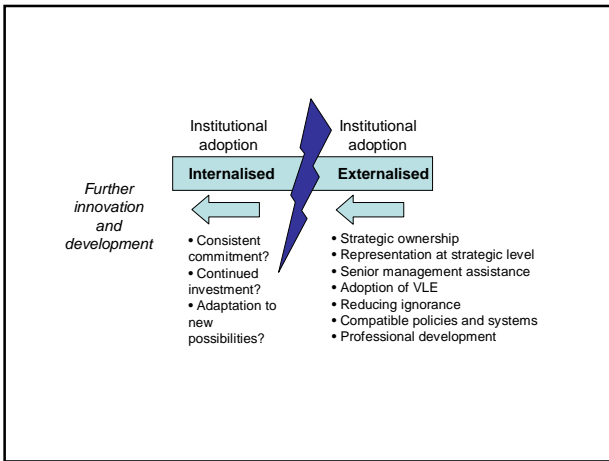 Institutional
adoption
Institutional
adoption
Internalised
Externalised
Further
innovation
and
development
• Consistent
commitment?
• Continued
investment?
• Adaptation to
new
possibilities?
• Strategic ownership
• Representation at strategic level
• Senior management assistance
• Adoption of VLE
• Reducing ignorance
• Compatible policies and systems
• Professional development